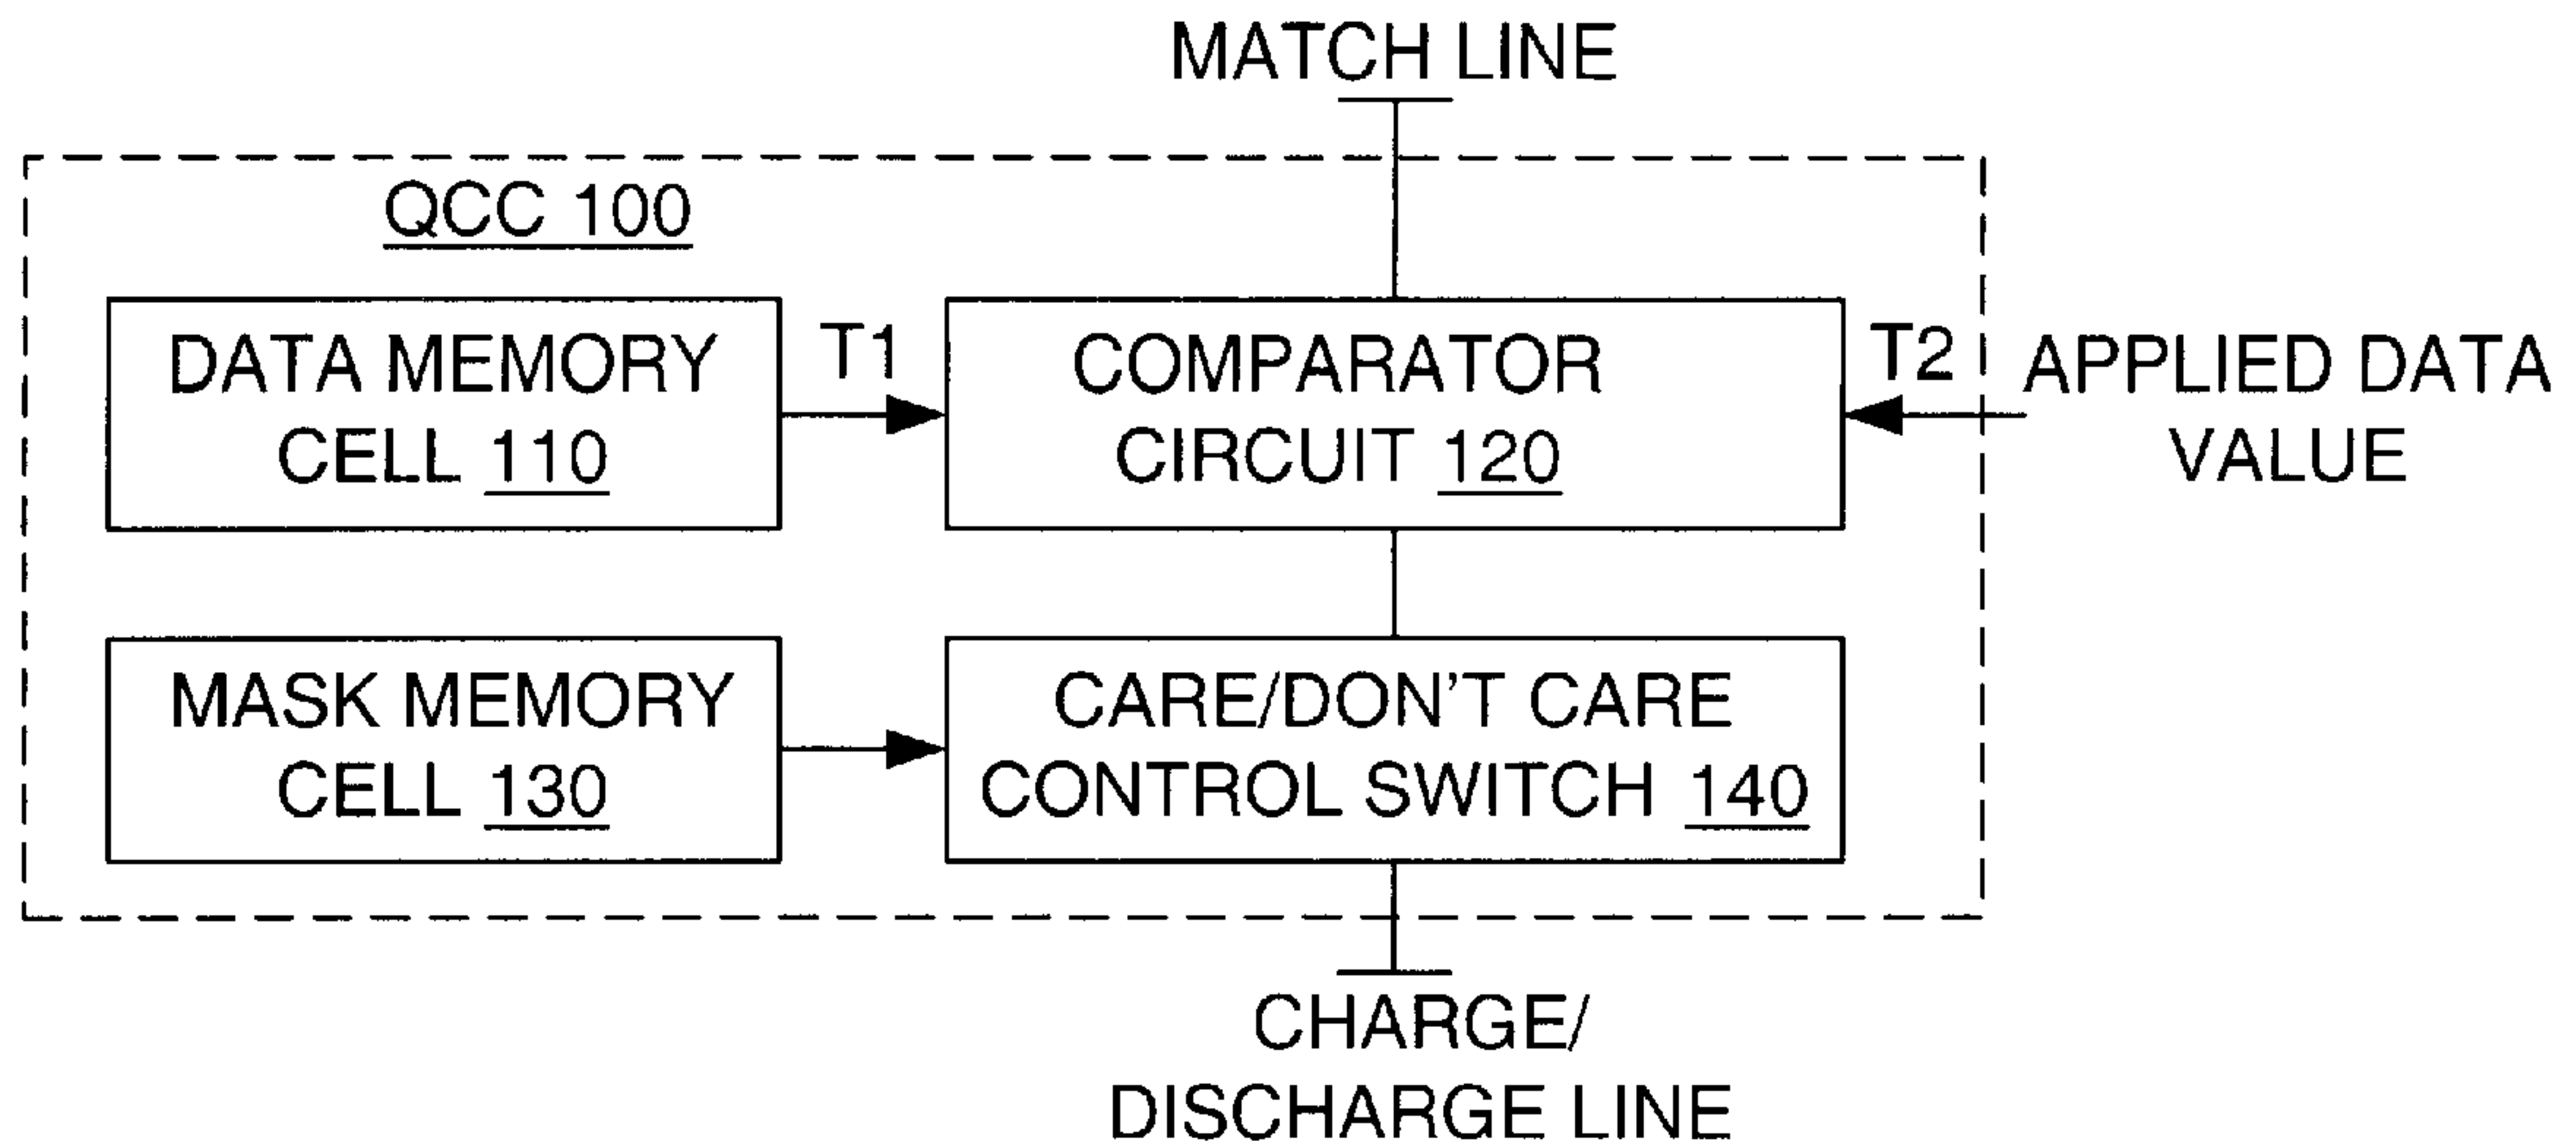 MATCH LINE
QCC 100
DATA MEMORY
CELL 110
T1
COMPARATOR
CIRCUIT 120
T2
APPLIED DATA
VALUE
MASK MEMORY
CELL 130
CARE/DON'T CARE
CONTROL SWITCH 140
CHARGE/
DISCHARGE LINE